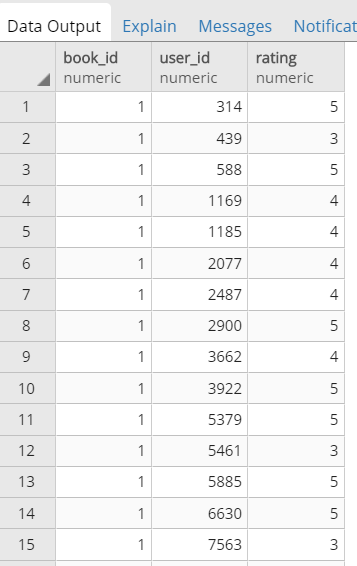 Data Output Explain Messages Notificat
book_id user_id rating
numeric numeric numeric
1 1 314 5
2 1 439 3
3 1 588 5
4 1 1169 4
5 1 1185 4
6 1 2077 4
7 1 2487 4
8 1 2900 5
9 1 3662 4
10 1 3922 5
11 1 5379 5
12 1 5461 3
13 1 5885 5
14 1 6630 5
15 1 7563 3